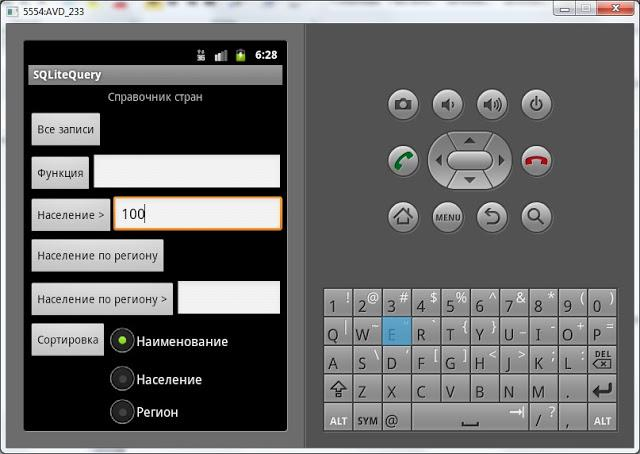 5554:AVD_233
3G 6:28
SQLiteQuery
Справочник стран
Все записи
Функция
Население > 100
Население по региону
Население по региону >
Сортировка Наименование
Население
Регион
MENU
1 ! 2 @ 3 # 4 $ 5 % 6 ^ 7 & 8 * 9 ( 0 )
Q | W ~ E " R ` T { Y } U _ I - O + P =
A S \ D ' F [ G ] H < J > K ; L : DEL
Z X C V B N M .
ALT SYM @ / ? , ALT